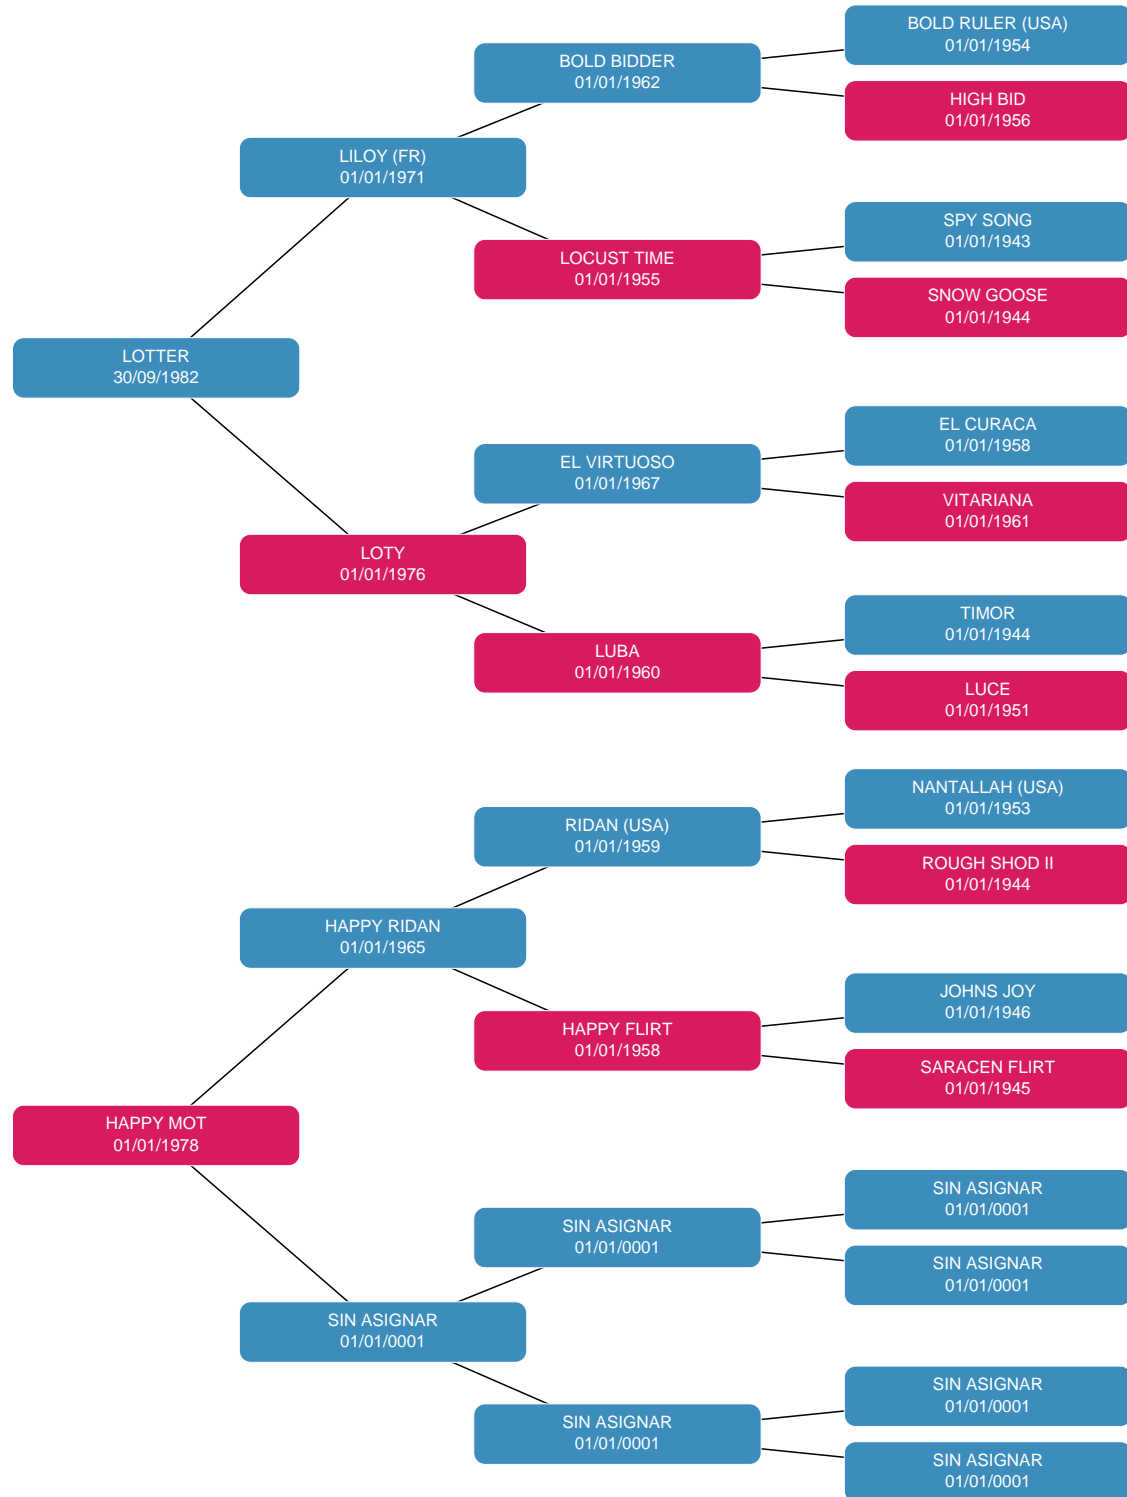 BOLD RULER (USA)
01/01/1954
BOLD BIDDER
01/01/1962
HIGH BID
01/01/1956
LILOY (FR)
01/01/1971
SPY SONG
01/01/1943
LOCUST TIME
01/01/1955
SNOW GOOSE
01/01/1944
LOTTER
30/09/1982
EL CURACA
01/01/1958
EL VIRTUOSO
01/01/1967
VITARIANA
01/01/1961
LOTY
01/01/1976
TIMOR
01/01/1944
LUBA
01/01/1960
LUCE
01/01/1951
NANTALLAH (USA)
01/01/1953
RIDAN (USA)
01/01/1959
ROUGH SHOD II
01/01/1944
HAPPY RIDAN
01/01/1965
JOHNS JOY
01/01/1946
HAPPY FLIRT
01/01/1958
SARACEN FLIRT
01/01/1945
HAPPY MOT
01/01/1978
SIN ASIGNAR
01/01/0001
SIN ASIGNAR
01/01/0001
SIN ASIGNAR
01/01/0001
SIN ASIGNAR
01/01/0001
SIN ASIGNAR
01/01/0001
SIN ASIGNAR
01/01/0001
SIN ASIGNAR
01/01/0001